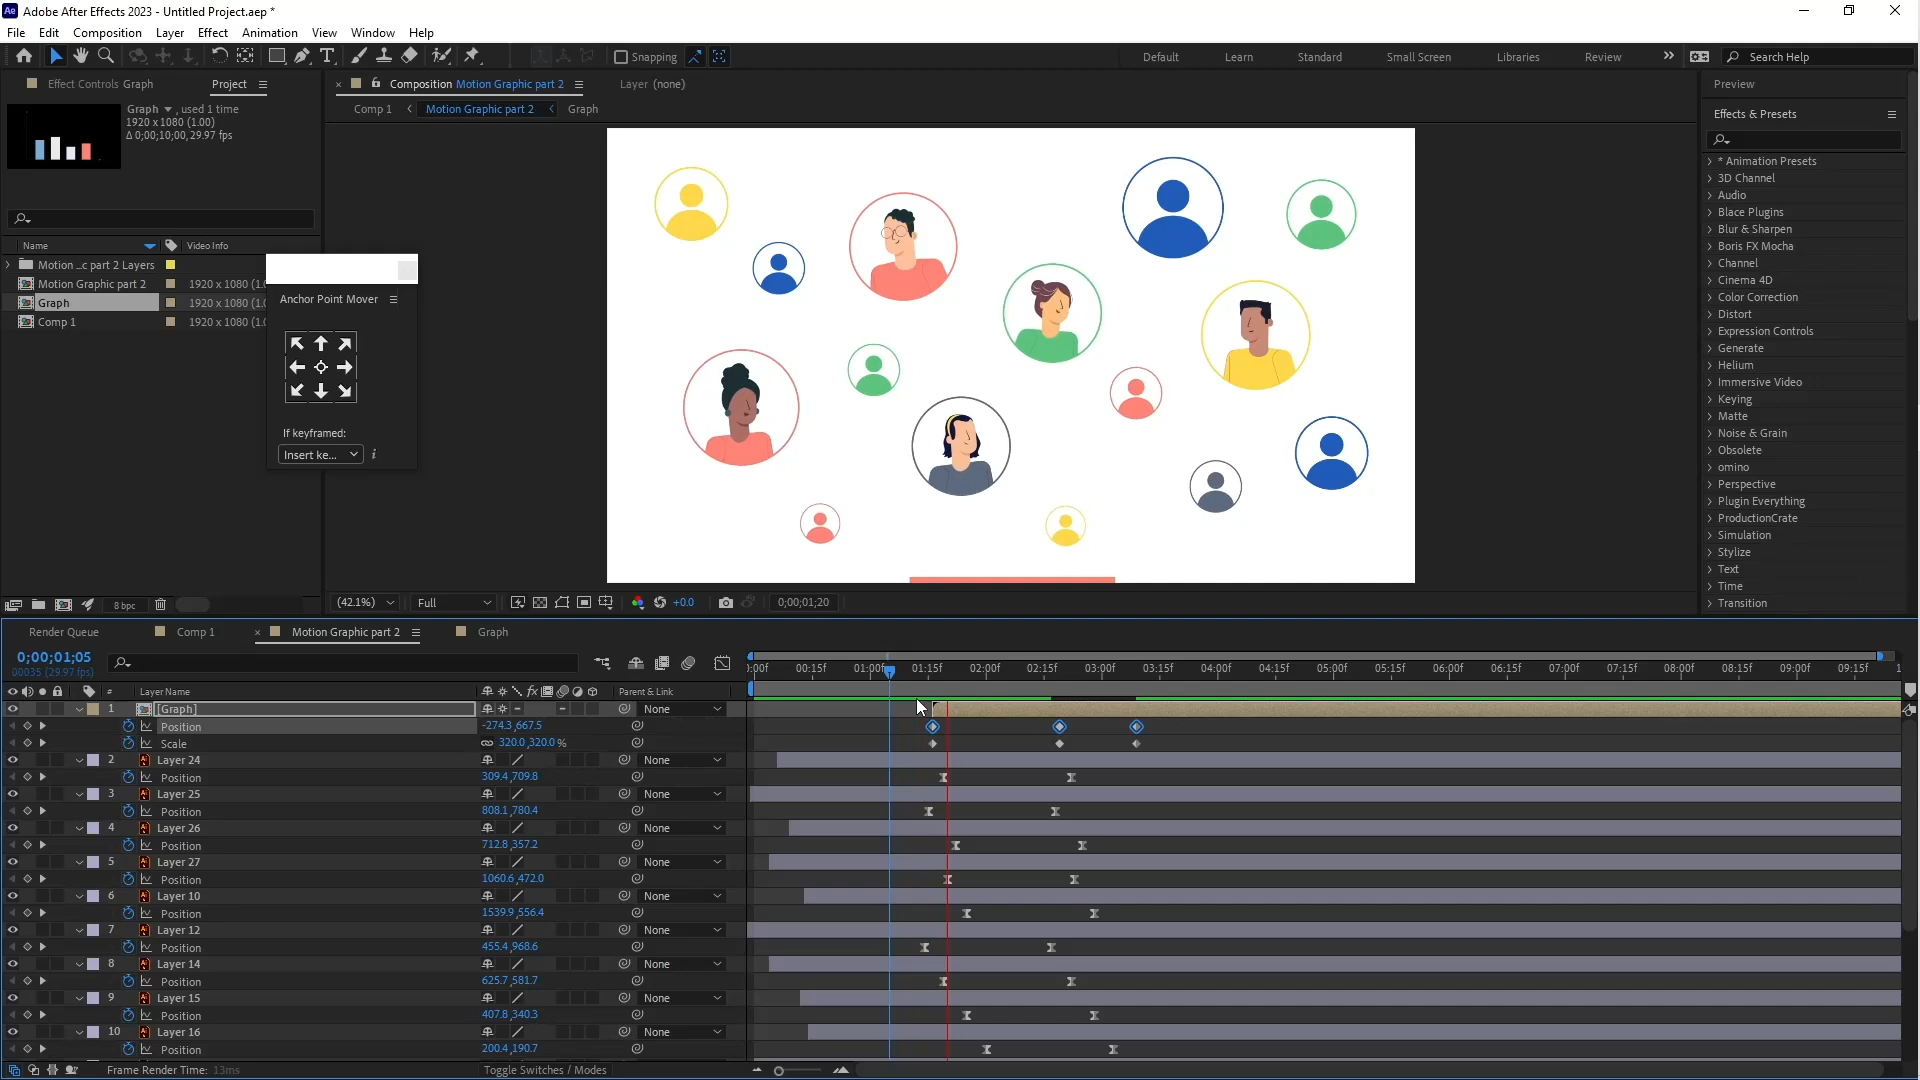 Adobe After Effects 2023 - Untitled Project.aep *
File Edit Composition Layer Effect Animation View Window Help
Snapping Default Learn Standard Small Screen Libraries Review Search Help
Effect Controls Graph Project
Composition Motion Graphic part 2 Layer (none)
Comp 1 Motion Graphic part 2 Graph
Graph , used 1 time
1920 x 1080 (1.00)
Δ 0;00;10;00, 29.97 fps
Name Video Info
Motion ...c part 2 Layers
Motion Graphic part 2 1920 x 1080 (1.0
Graph 1920 x 1080 (1.0
Comp 1 1920 x 1080 (1.0
Anchor Point Mover
If keyframed:
Insert ke...
8 bpc
(42.1%) Full +0.0 0;00;01;20
Preview
Effects & Presets
* Animation Presets
3D Channel
Audio
Blace Plugins
Blur & Sharpen
Boris FX Mocha
Channel
Cinema 4D
Color Correction
Distort
Expression Controls
Generate
Helium
Immersive Video
Keying
Matte
Noise & Grain
Obsolete
omino
Perspective
Plugin Everything
ProductionCrate
Simulation
Stylize
Text
Time
Transition
Render Queue Comp 1 Motion Graphic part 2 Graph
0;00;01;05
00035 (29.97 fps)
:00f 00:15f 01:00f 01:15f 02:00f 02:15f 03:00f 03:15f 04:00f 04:15f 05:00f 05:15f 06:00f 06:15f 07:00f 07:15f 08:00f 08:15f 09:00f 09:15f 1
# Layer Name Parent & Link
1 [Graph] None
Position -274.3,667.5
Scale 320.0,320.0%
2 Layer 24 None
Position 309.4,709.8
3 Layer 25 None
Position 808.1,780.4
4 Layer 26 None
Position 712.8,357.2
5 Layer 27 None
Position 1060.6,472.0
6 Layer 10 None
Position 1539.9,556.4
7 Layer 12 None
Position 455.4,968.6
8 Layer 14 None
Position 625.7,581.7
9 Layer 15 None
Position 407.8,340.3
10 Layer 16 None
Position 200.4,190.7
Frame Render Time: 13ms Toggle Switches / Modes